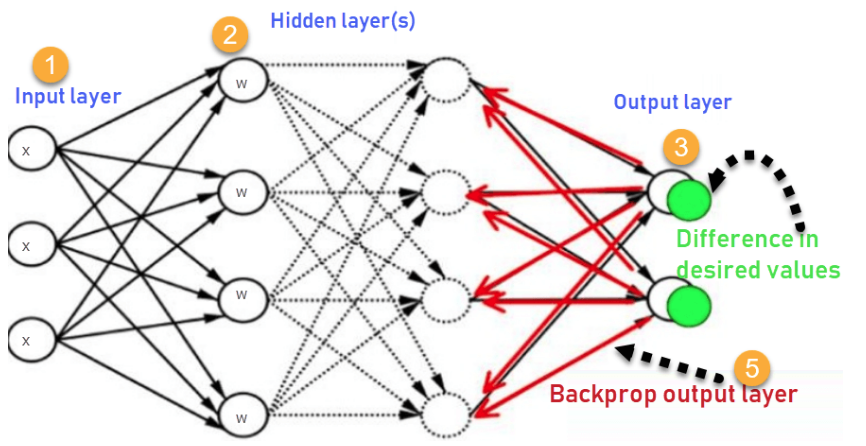 Hidden layer(s)
2
1
Input layer
Output layer
3
x
x
x
w
w
w
w
Difference in
desired values
5
Backprop output layer